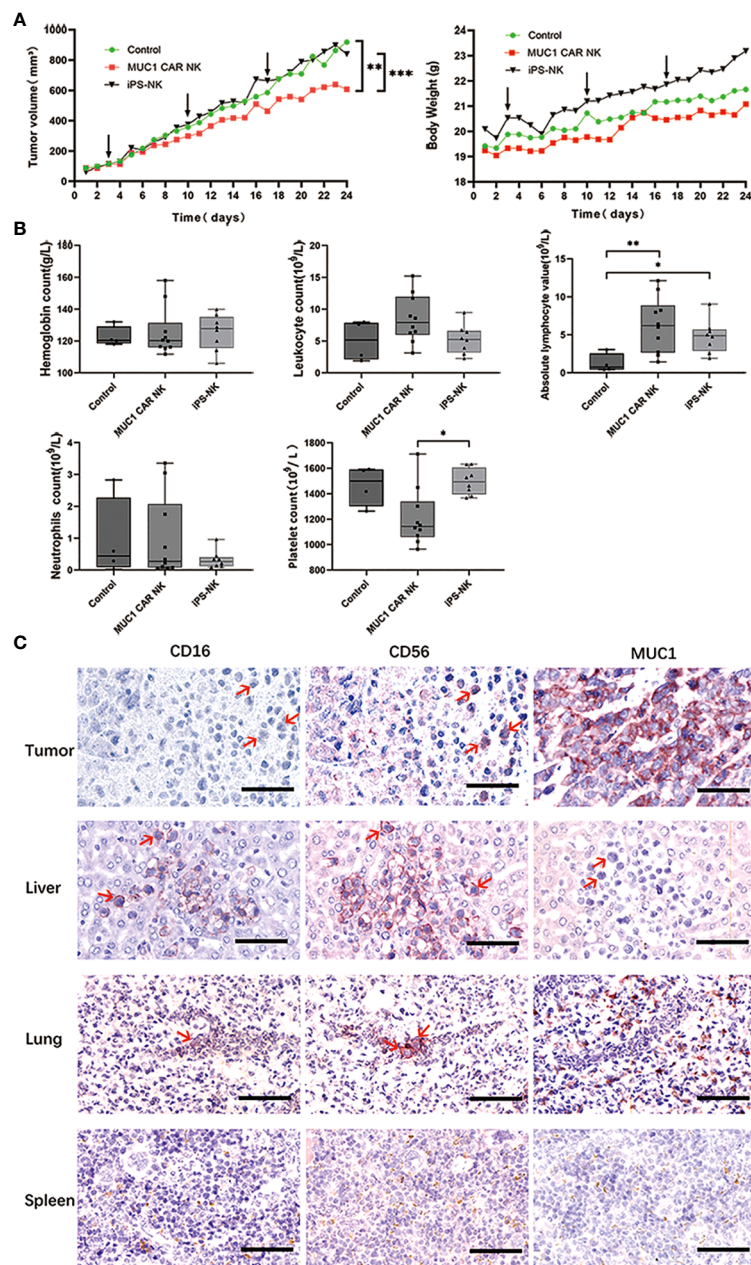 A
Tumor volume( mm³)
1000
800
600
400
200
0
0 2 4 6 8 10 12 14 16 18 20 22 24
Time( days)
Control
MUC1 CAR NK
iPS-NK
**
***
Body Weight (g)
23
22
21
20
19
18
0 2 4 6 8 10 12 14 16 18 20 22 24
Time( days)
Control
MUC1 CAR NK
iPS-NK
B
Hemoglobin count(g/L)
180
160
140
120
100
Control
MUC1 CAR NK
IPS-NK
Leukocyte count(10⁹/L)
20
15
10
5
0
Control
MUC1 CAR NK
IPS-NK
Absolute lymphocyte value(10⁹/L)
15
10
5
0
**
*
Control
MUC1 CAR NK
IPS-NK
Neutrophils count(10⁹/L)
4
3
2
1
0
Control
MUC1 CAR NK
IPS-NK
Platelet count(10⁹/ L)
1800
1600
1400
1200
1000
800
*
Control
MUC1 CAR NK
IPS-NK
C
CD16 CD56 MUC1
Tumor
Liver
Lung
Spleen